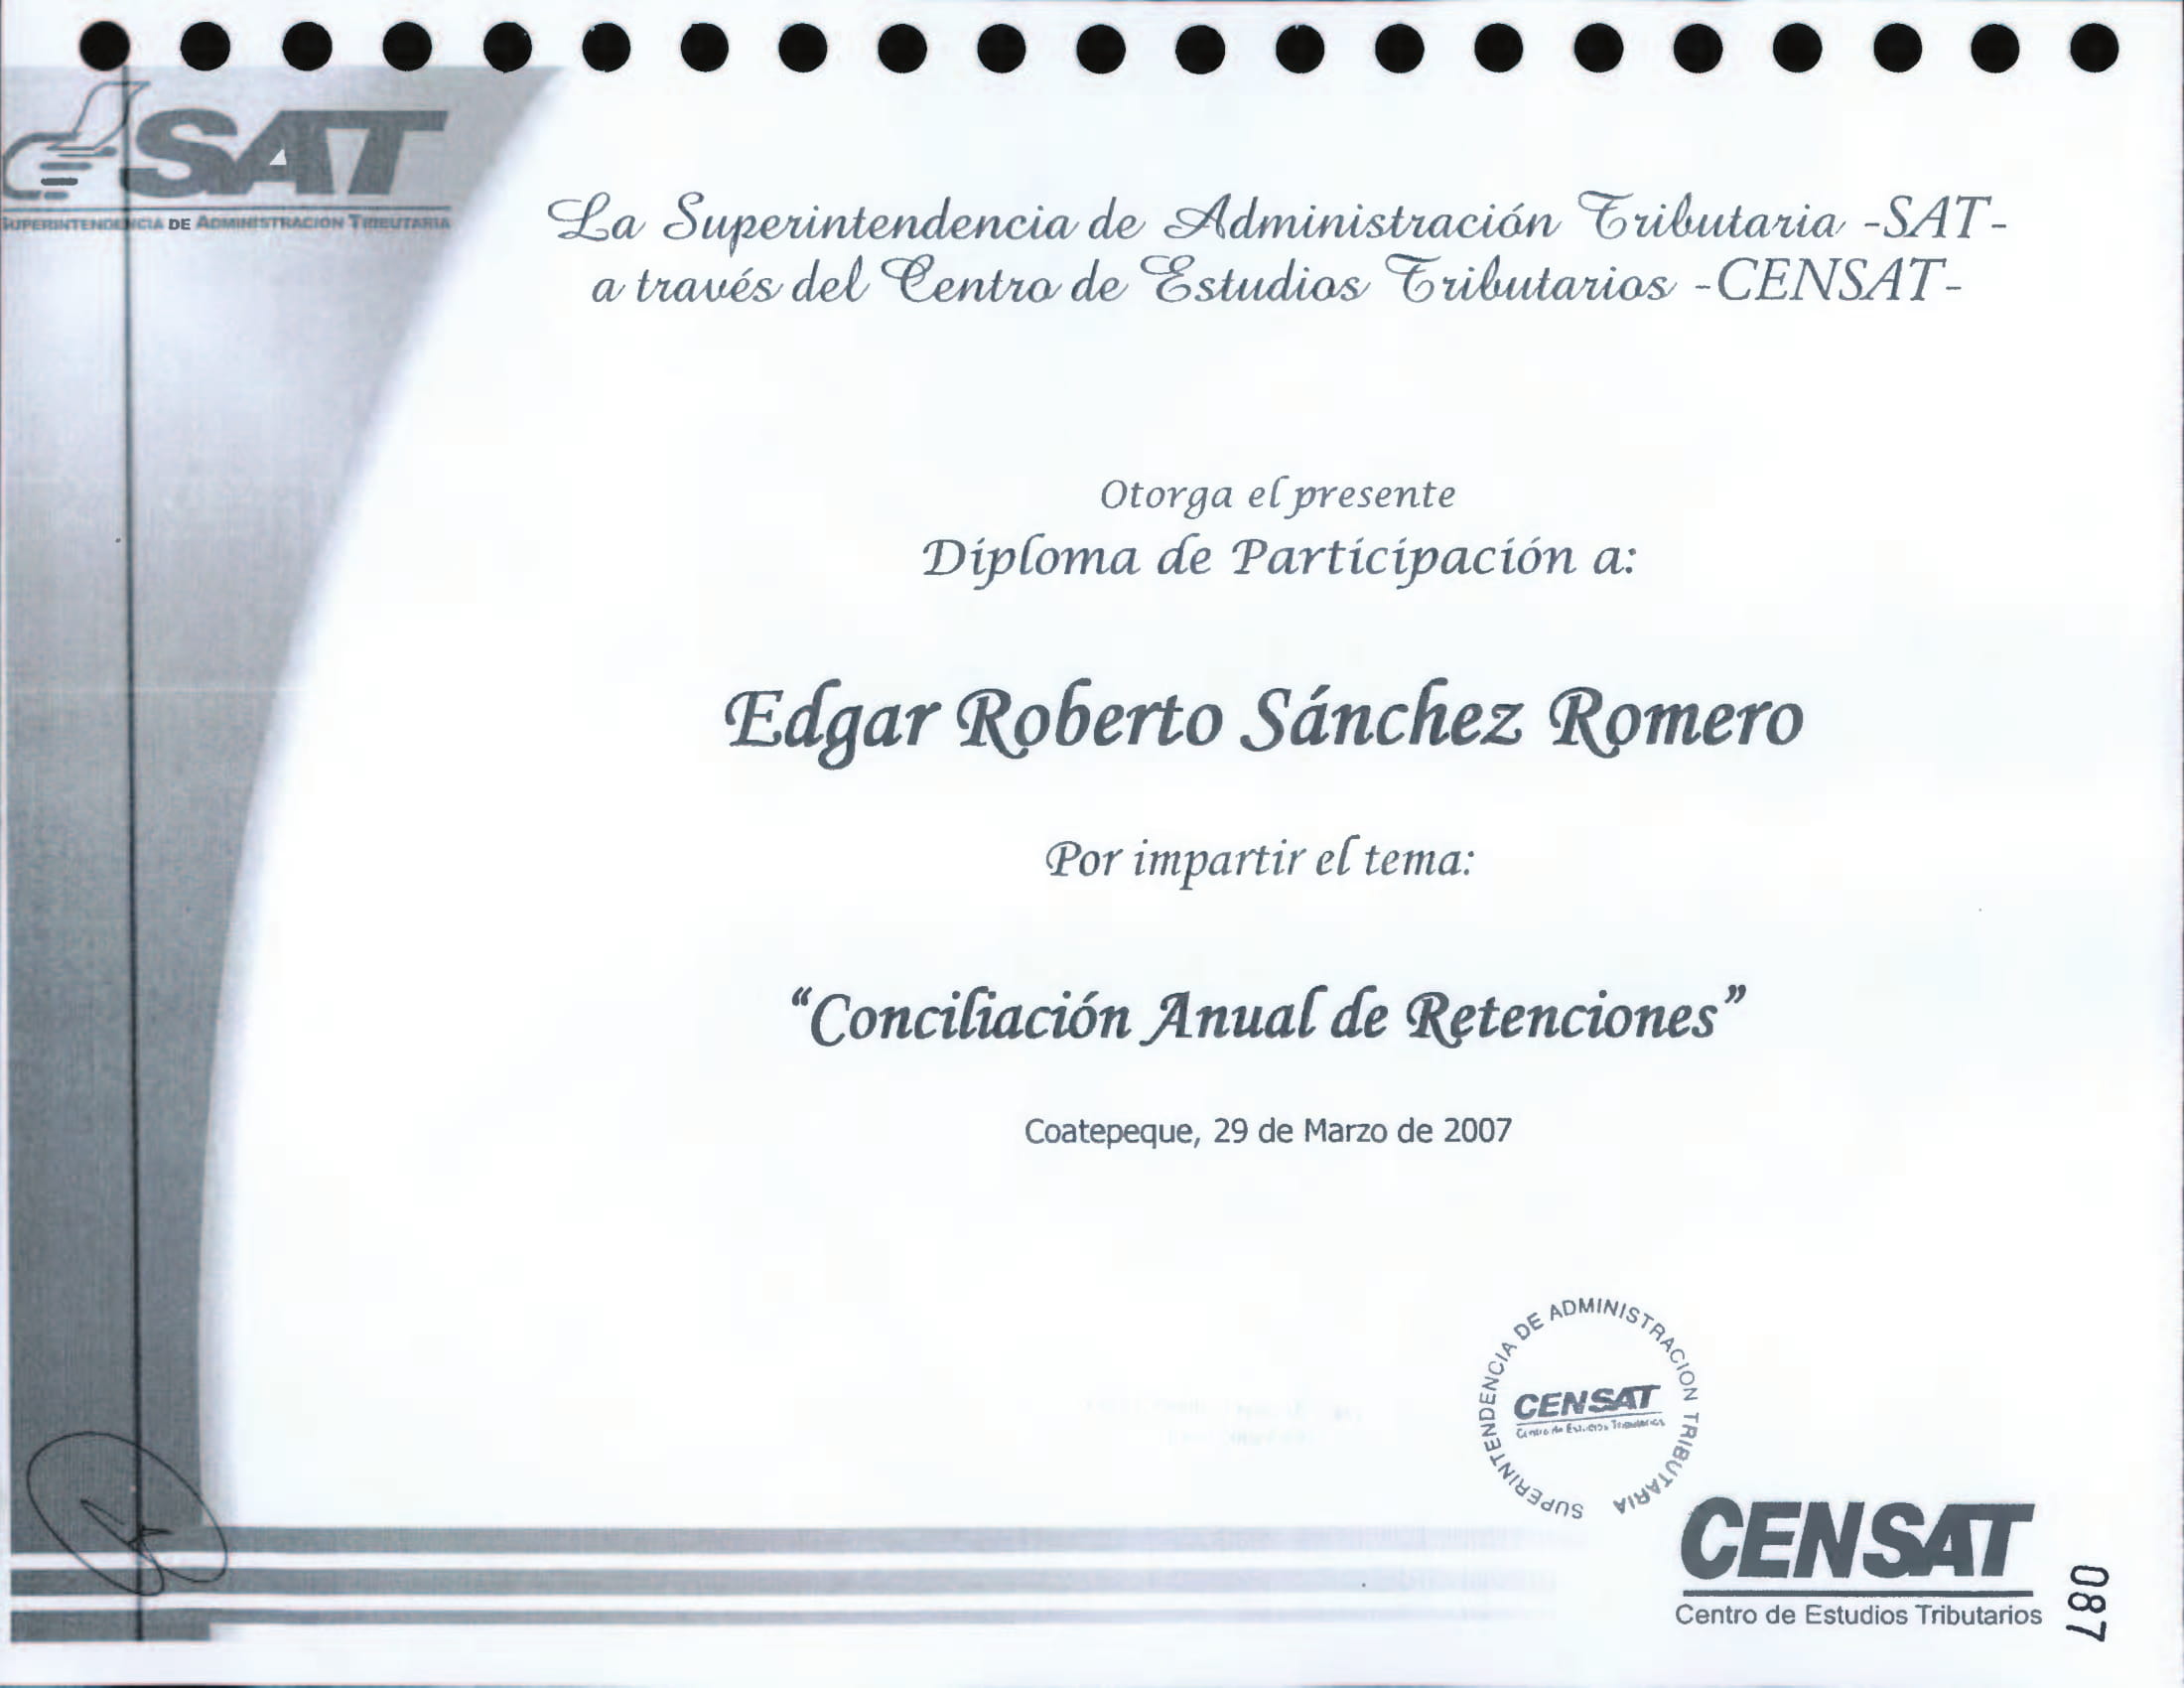 SAT
SUPERINTENDENCIA DE ADMINISTRACION TRIBUTARIA
La Superintendencia de Administración Tributaria -SAT-
a través del Centro de Estudios Tributarios -CENSAT-
Otorga el presente
Diploma de Participación a:
Edgar Roberto Sánchez Romero
Por impartir el tema:
“Conciliación Anual de Retenciones”
Coatepeque, 29 de Marzo de 2007
SUPERINTENDENCIA DE ADMINISTRACION TRIBUTARIA
CENSAT
Centro de Estudios Tributarios
CENSAT
Centro de Estudios Tributarios
087